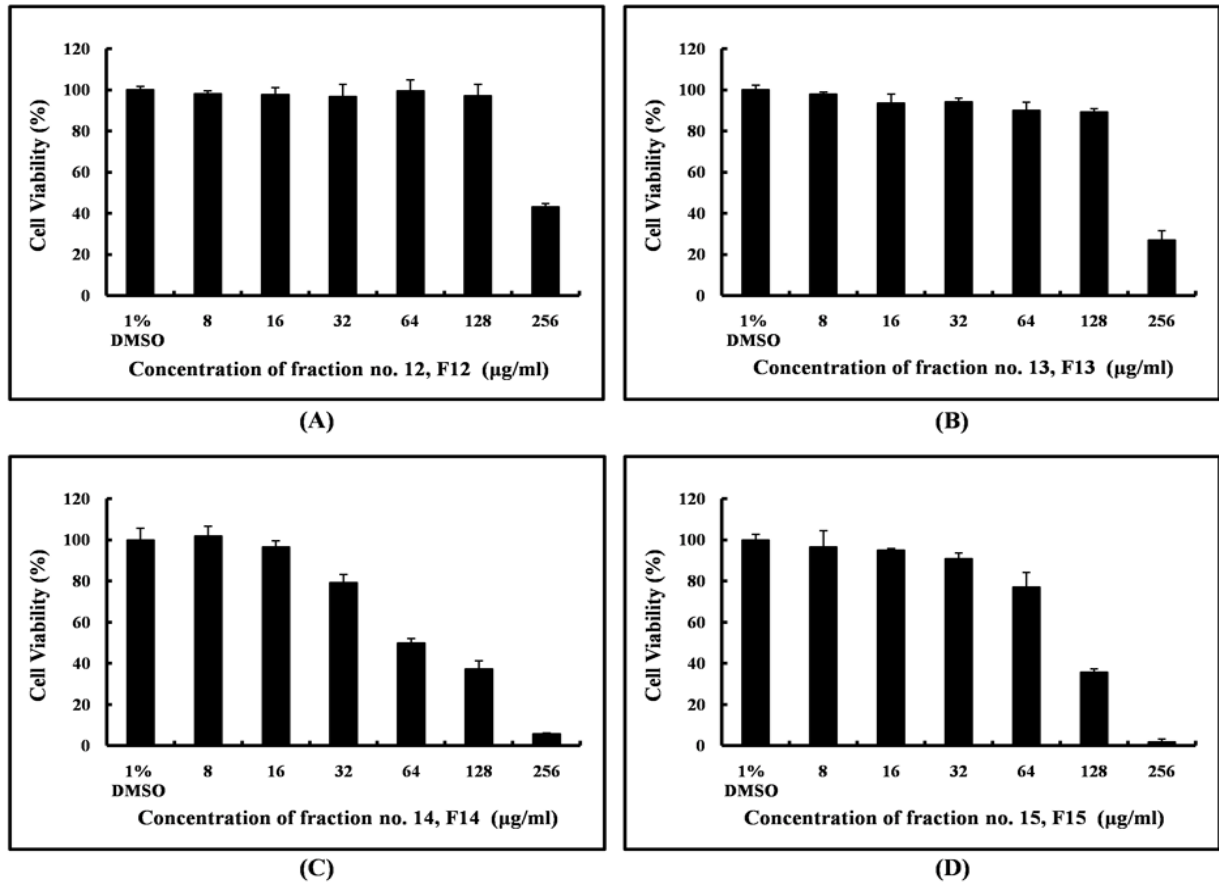 120
100
80
60
40
20
0
Cell Viability (%)
1% DMSO 8 16 32 64 128 256
Concentration of fraction no. 12, F12 (µg/ml)
(A)
120
100
80
60
40
20
0
Cell Viability (%)
1% DMSO 8 16 32 64 128 256
Concentration of fraction no. 13, F13 (µg/ml)
(B)
120
100
80
60
40
20
0
Cell Viability (%)
1% DMSO 8 16 32 64 128 256
Concentration of fraction no. 14, F14 (µg/ml)
(C)
120
100
80
60
40
20
0
Cell Viability (%)
1% DMSO 8 16 32 64 128 256
Concentration of fraction no. 15, F15 (µg/ml)
(D)